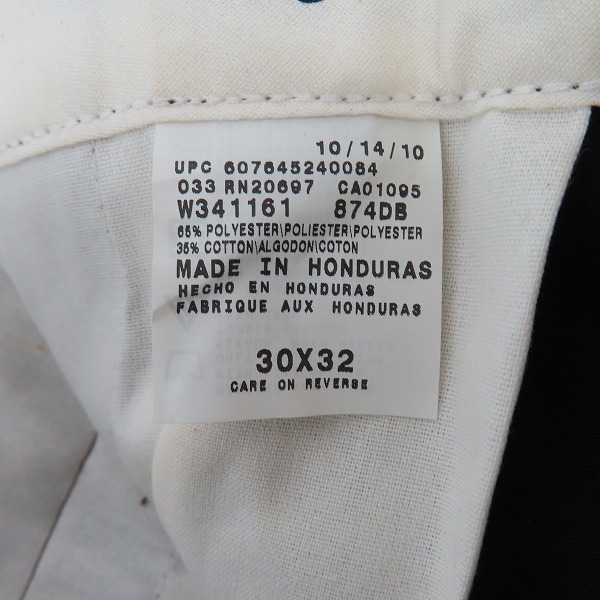 10/14/10
UPC 607645240084
033 RN20697 CA01095
W341161 874DB
65% POLYESTER\POLIESTER\POLYESTER
35% COTTON\ALGODON\COTON
MADE IN HONDURAS
HECHO EN HONDURAS
FABRIQUE AUX HONDURAS
30X32
CARE ON REVERSE